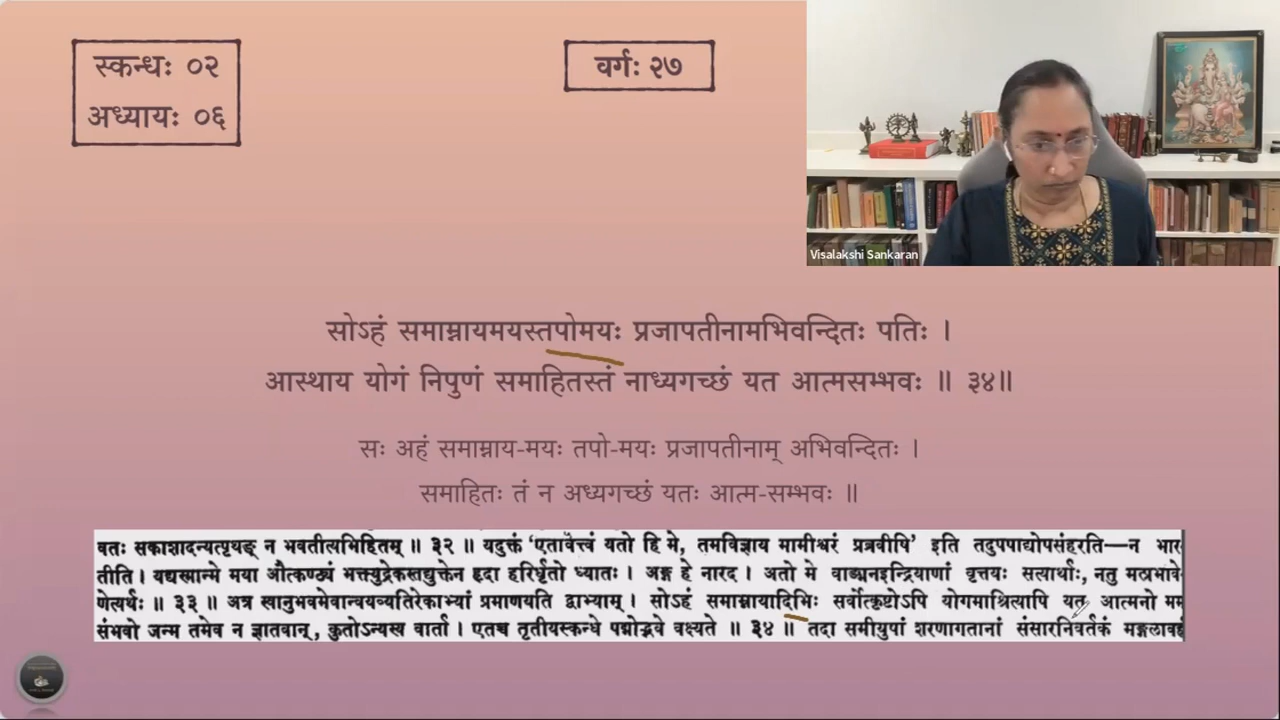 स्कन्धः ०२
अध्यायः ०६
वर्गः २७
Visalakshi Sankaran
सोऽहं समाम्नायमयस्तपोमयः प्रजापतीनामभिवन्दितः पतिः ।
आस्थाय योगं निपुणं समाहितस्तं नाध्यगच्छं यत आत्मसम्भवः ॥ ३४॥
सः अहं समाम्नाय-मयः तपो-मयः प्रजापतीनाम् अभिवन्दितः ।
समाहितः तं न अध्यगच्छं यतः आत्म-सम्भवः ॥
वतः सकाशादन्यत्पृथङ् न भवतीत्यभिहितम् ॥ ३२ ॥ यदुक्तं ‘एतावत्त्वं यतो हि मे, तमविज्ञाय मामीश्वरं प्रब्रवीषि’ इति तदुपपाद्योपसंहरति—न भार
तीति । यद्यस्मान्मे मया औत्कण्ठ्यं भक्त्युद्रेकस्तद्युक्तेन हृदा हरिर्धृतो ध्यातः । अङ्ग हे नारद । अतो मे वाङ्मनइन्द्रियाणां वृत्तयः सत्यार्थाः, नतु मत्प्रभावे
णेत्यर्थः ॥ ३३ ॥ अत्र स्वानुभवमेवान्वयव्यतिरेकाभ्यां प्रमाणयति द्वाभ्याम् । सोऽहं समाम्नायादिभिः सर्वोत्कृष्टोऽपि योगमाश्रित्यापि यत आत्मनो मम
संभवो जन्म तमेव न ज्ञातवान्, कुतोऽन्यस्य वार्ता । एतच्च तृतीयस्कन्धे पद्मोद्भवे वक्ष्यते ॥ ३४ ॥ तदा समीयुषां शरणागतानां संसारनिवर्तकं मङ्गलावहं